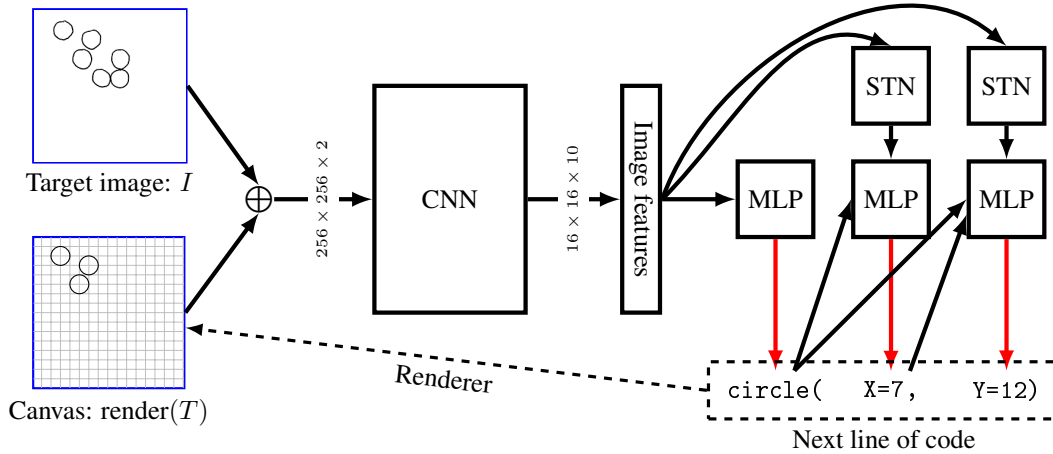 Target image: I
Canvas: render(T)
256 × 256 × 2
CNN
16 × 16 × 10
Image features
STN
STN
MLP
MLP
MLP
Renderer
circle( X=7, Y=12)
Next line of code